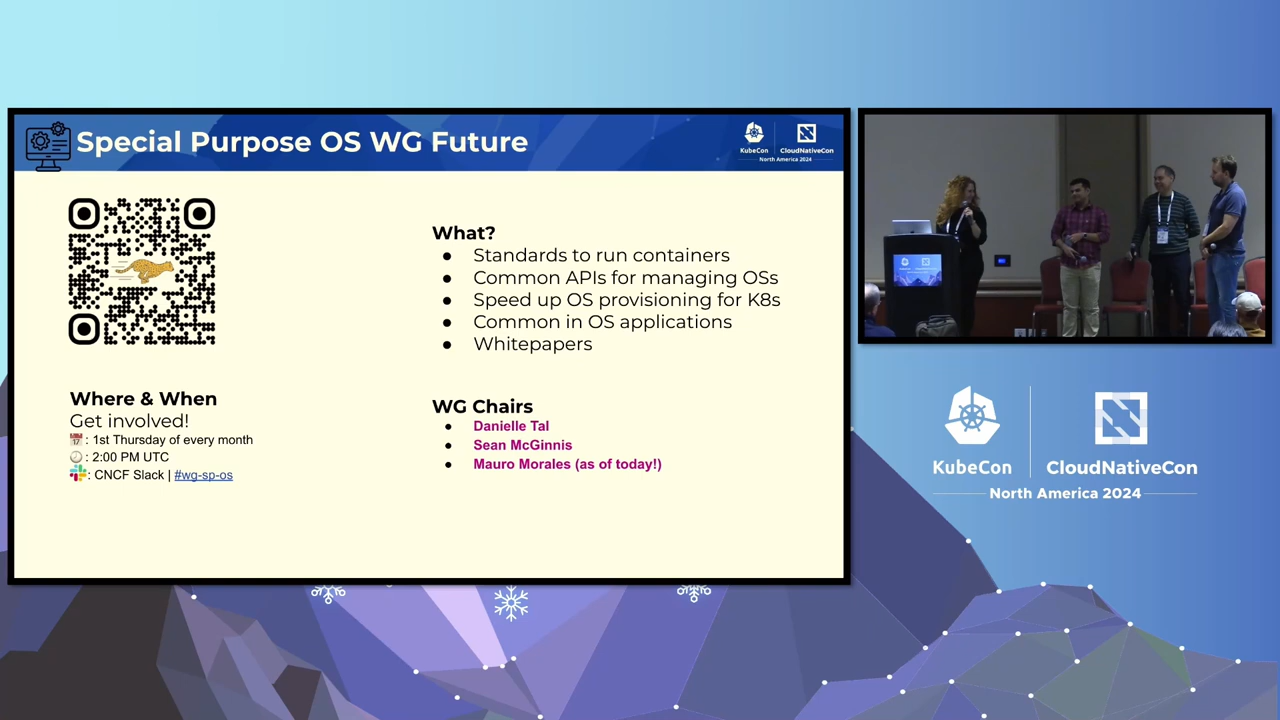 Special Purpose OS WG Future
KubeCon
CloudNativeCon
North America 2024
What?
Standards to run containers
Common APIs for managing OSs
Speed up OS provisioning for K8s
Common in OS applications
Whitepapers
Where & When
Get involved!
: 1st Thursday of every month
: 2:00 PM UTC
: CNCF Slack | #wg-sp-os
WG Chairs
Danielle Tal
Sean McGinnis
Mauro Morales (as of today!)
KubeCon
CloudNativeCon
North America 2024